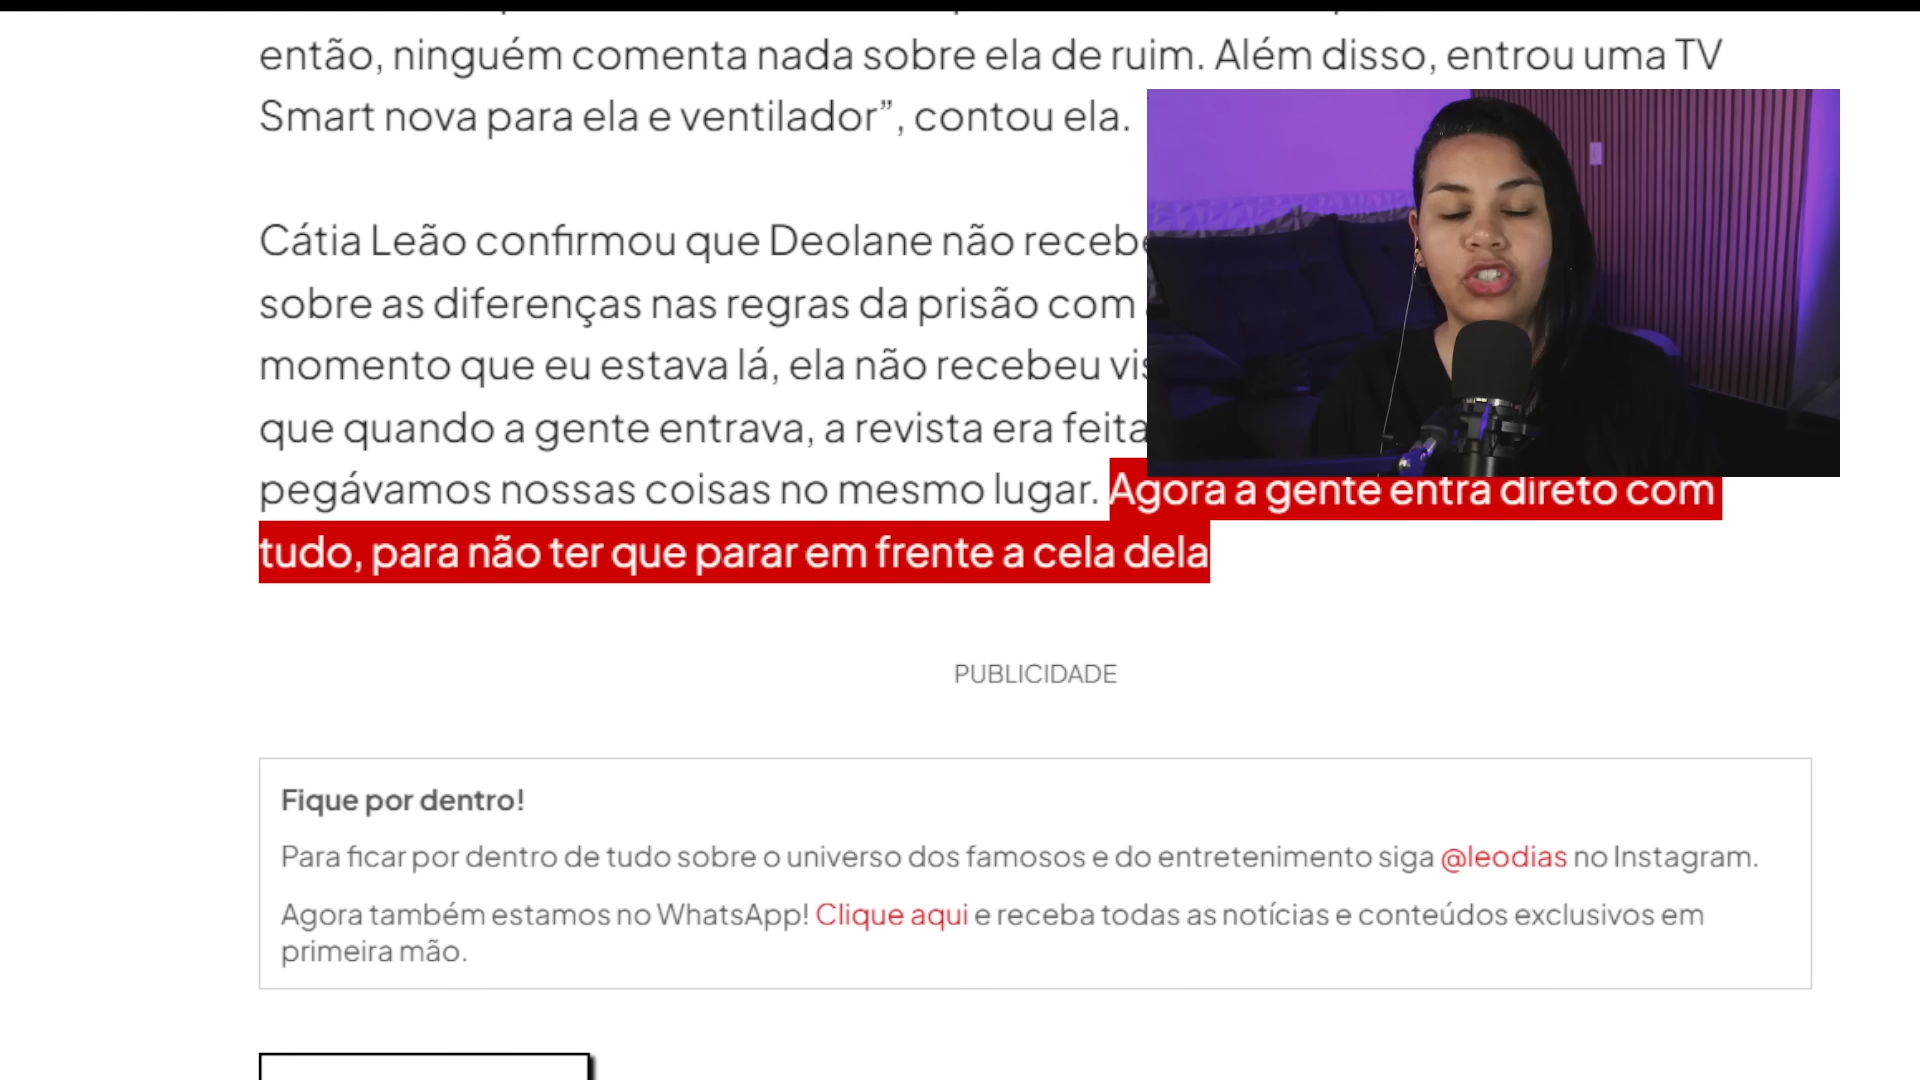 então, ninguém comenta nada sobre ela de ruim. Além disso, entrou uma TV
Smart nova para ela e ventilador”, contou ela.
Cátia Leão confirmou que Deolane não
sobre as diferenças nas regras da prisão com
momento que eu estava lá, ela não recebeu
que quando a gente entrava, a revista era feita
pegávamos nossas coisas no mesmo lugar. Agora a gente entra direto com
tudo, para não ter que parar em frente a cela dela
PUBLICIDADE
Fique por dentro!
Para ficar por dentro de tudo sobre o universo dos famosos e do entretenimento siga @leodias no Instagram.
Agora também estamos no WhatsApp! Clique aqui e receba todas as notícias e conteúdos exclusivos em
primeira mão.